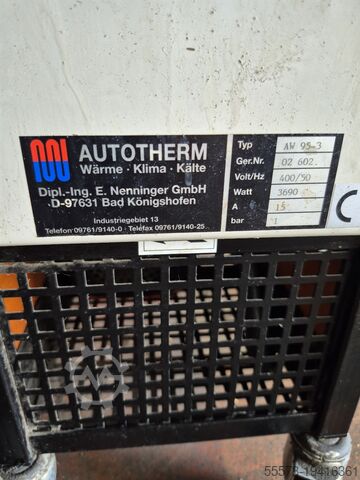 AUTOTHERM
Wärme · Klima · Kälte
Dipl.-Ing. E. Nenninger GmbH
D-97631 Bad Königshofen
Industriegebiet 13
Telefon 09761/9140-0 · Telefax 09761/9140-25
Typ AW 95-3
Ger.Nr. 02 602.
Volt/Hz 400/50
Watt 3690
A 15
bar 1
C
55573-19416361